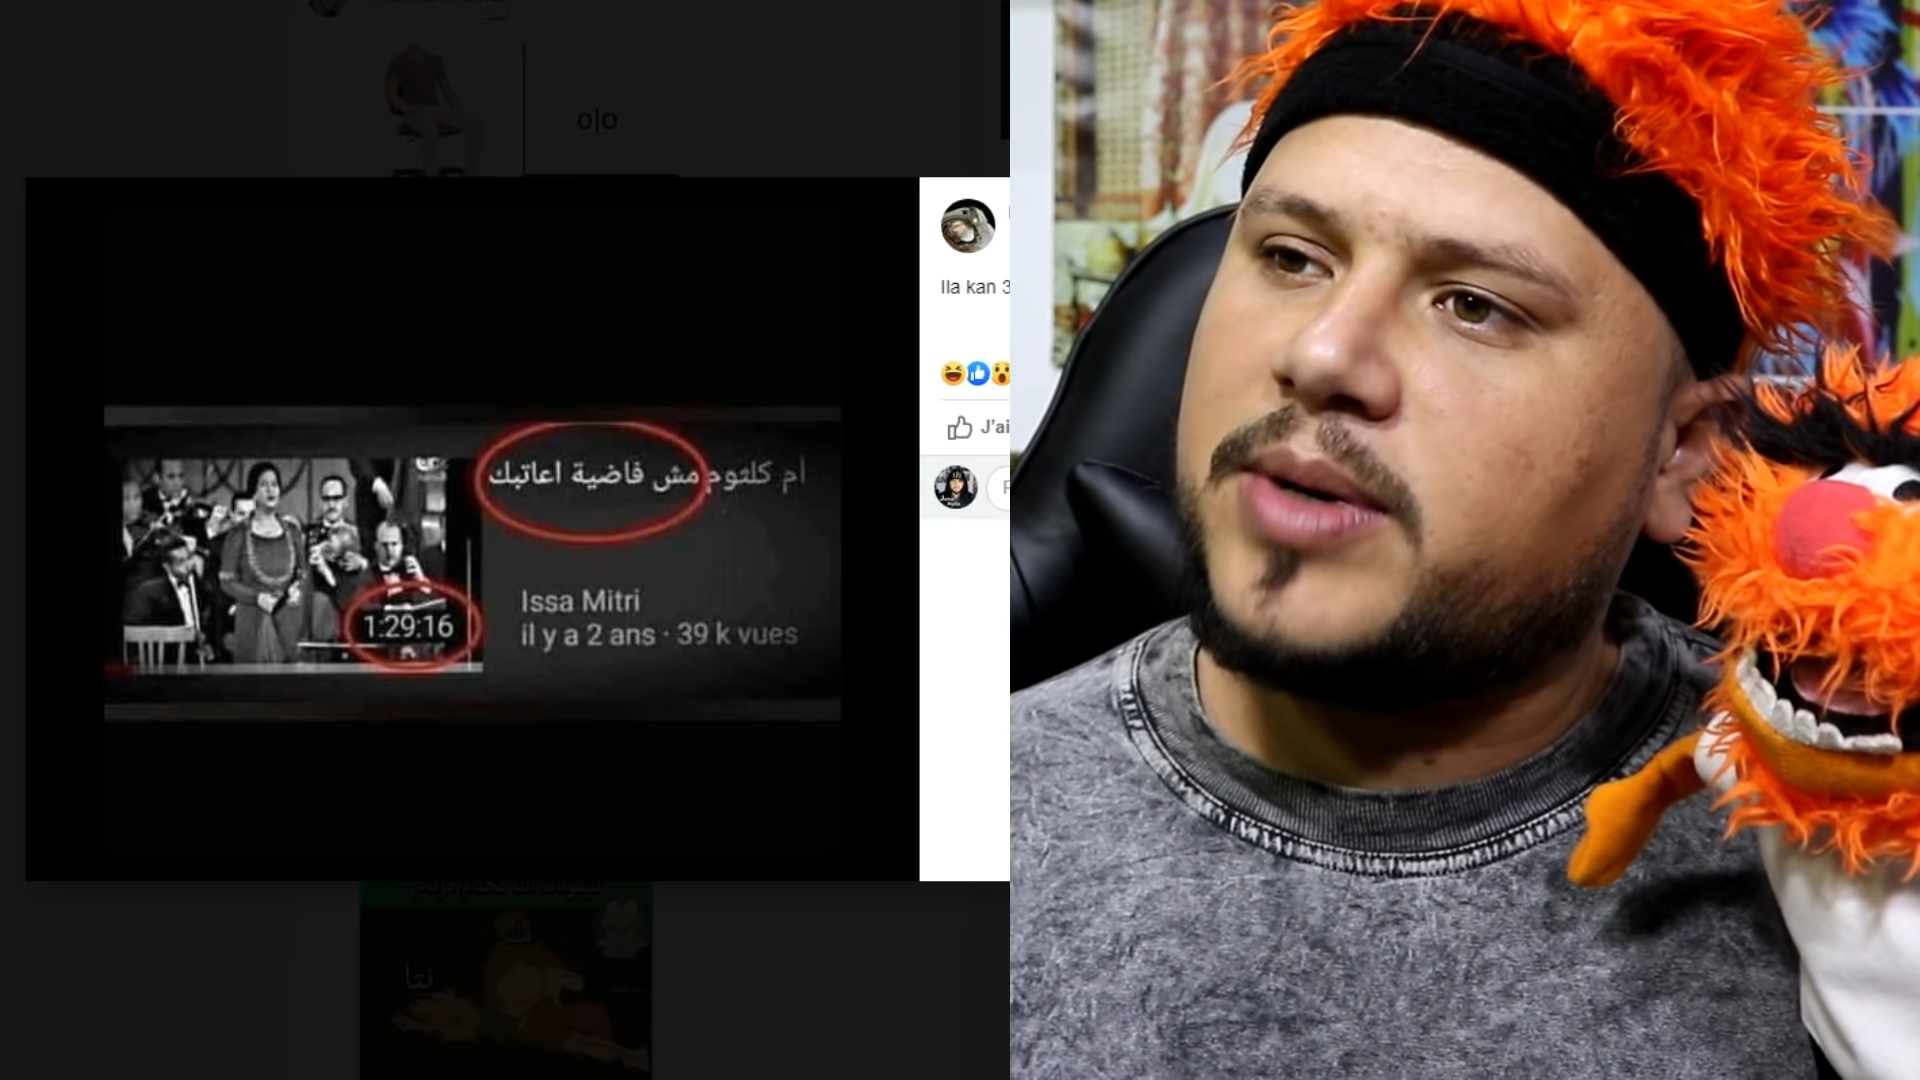 o|o
أم كلثوم مش فاضية اعاتبك
1:29:16
Issa Mitri
il y a 2 ans · 39 k vues
Ila kan 3
J'ai
نتا